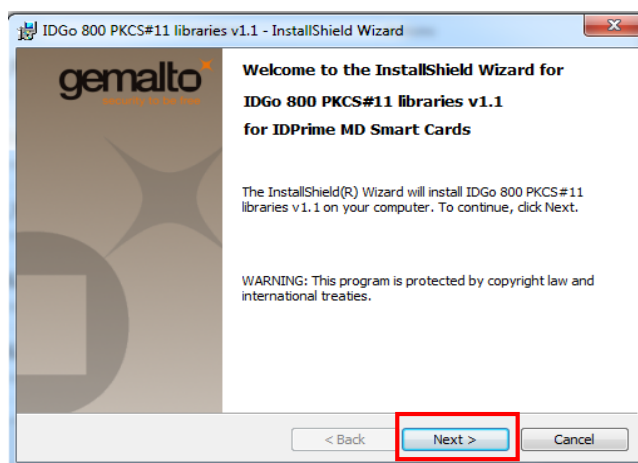 IDGo 800 PKCS#11 libraries v1.1 - InstallShield Wizard
gemalto
security to be free
Welcome to the InstallShield Wizard for
IDGo 800 PKCS#11 libraries v1.1
for IDPrime MD Smart Cards
The InstallShield(R) Wizard will install IDGo 800 PKCS#11
libraries v1.1 on your computer. To continue, click Next.
WARNING: This program is protected by copyright law and
international treaties.
< Back
Next >
Cancel